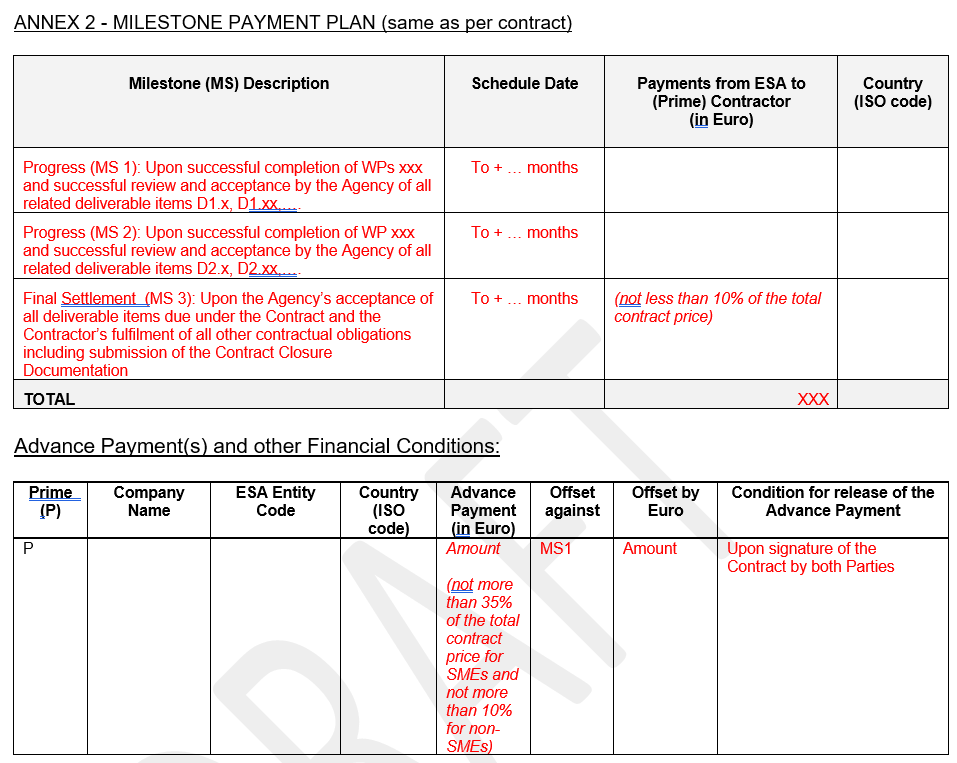 ANNEX 2 - MILESTONE PAYMENT PLAN (same as per contract)
Milestone (MS) Description
Schedule Date
Payments from ESA to
(Prime) Contractor
(in Euro)
Country
(ISO code)
Progress (MS 1): Upon successful completion of WPs xxx
and successful review and acceptance by the Agency of all
related deliverable items D1.x, D1.xx,....
To + … months
Progress (MS 2): Upon successful completion of WP xxx
and successful review and acceptance by the Agency of all
related deliverable items D2.x, D2.xx,....
To + … months
Final Settlement (MS 3): Upon the Agency’s acceptance of
all deliverable items due under the Contract and the
Contractor’s fulfilment of all other contractual obligations
including submission of the Contract Closure
Documentation
To + … months
(not less than 10% of the total
contract price)
TOTAL
XXX
Advance Payment(s) and other Financial Conditions:
Prime
(P)
Company
Name
ESA Entity
Code
Country
(ISO
code)
Advance
Payment
(in Euro)
Offset
against
Offset by
Euro
Condition for release of the
Advance Payment
P
Amount
(not more
than 35%
of the total
contract
price for
SMEs and
not more
than 10%
for non-
SMEs)
MS1
Amount
Upon signature of the
Contract by both Parties
DRAFT